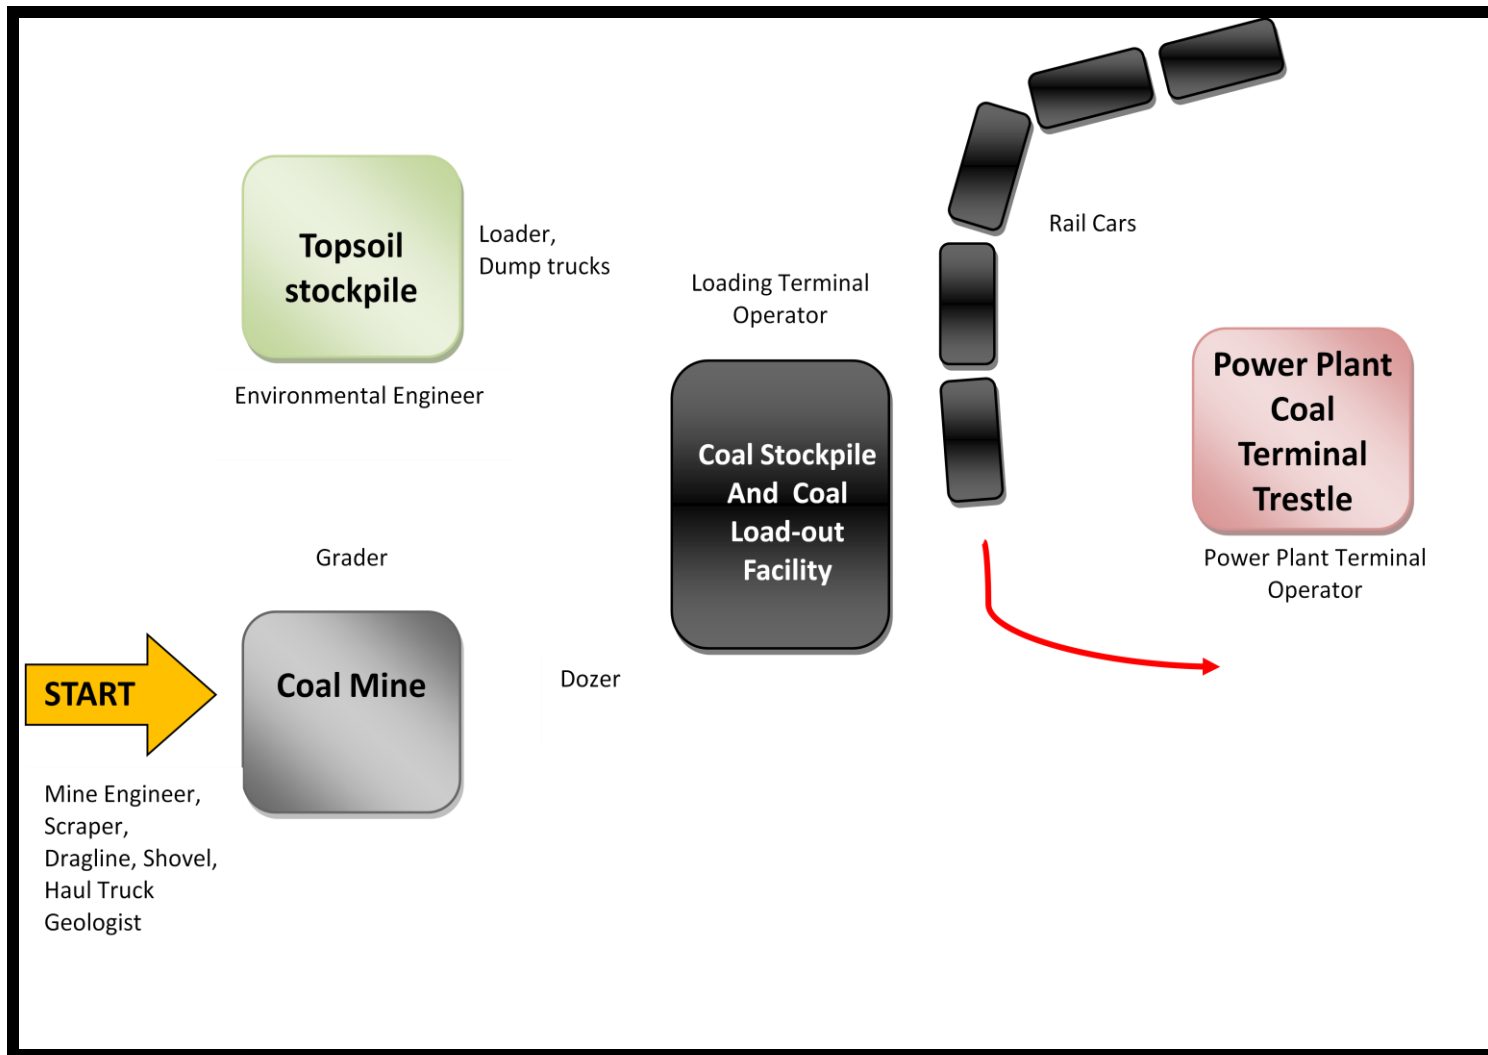 Topsoil
stockpile
Loader,
Dump trucks
Environmental Engineer
Grader
START
Coal Mine
Mine Engineer,
Scraper,
Dragline, Shovel,
Haul Truck
Geologist
Dozer
Loading Terminal
Operator
Coal Stockpile
And Coal
Load-out
Facility
Rail Cars
Power Plant
Coal
Terminal
Trestle
Power Plant Terminal
Operator